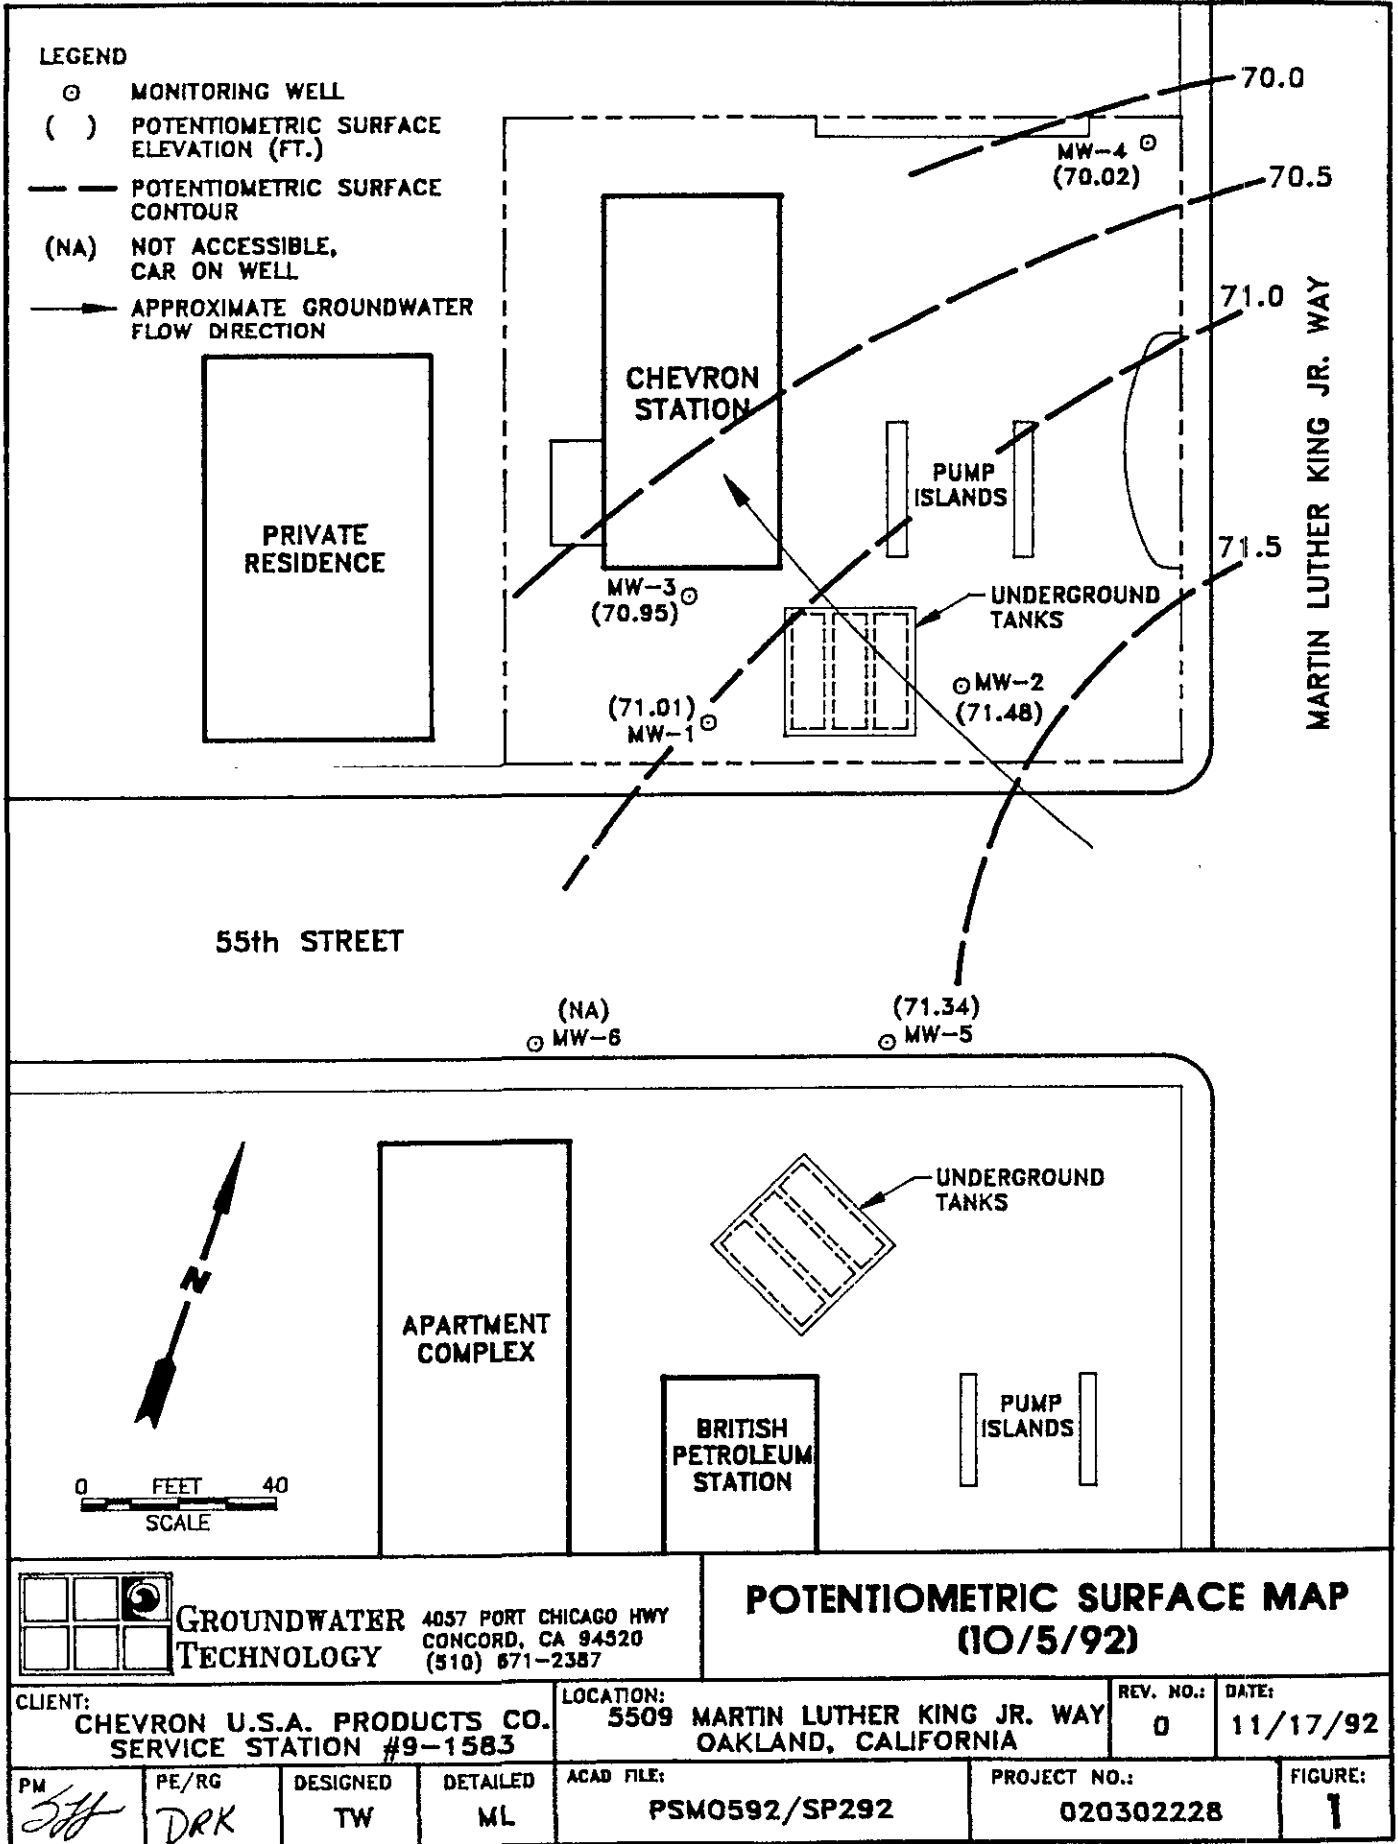 LEGEND
MONITORING WELL
( ) POTENTIOMETRIC SURFACE
ELEVATION (FT.)
POTENTIOMETRIC SURFACE
CONTOUR
(NA) NOT ACCESSIBLE,
CAR ON WELL
APPROXIMATE GROUNDWATER
FLOW DIRECTION
70.0
MW-4
(70.02)
70.5
71.0
MARTIN LUTHER KING JR. WAY
CHEVRON
STATION
PUMP
ISLANDS
PRIVATE
RESIDENCE
71.5
MW-3
(70.95)
UNDERGROUND
TANKS
MW-2
(71.48)
(71.01)
MW-1
55th STREET
(NA)
MW-6
(71.34)
MW-5
N
UNDERGROUND
TANKS
APARTMENT
COMPLEX
BRITISH
PETROLEUM
STATION
PUMP
ISLANDS
0 FEET 40
SCALE
GROUNDWATER
TECHNOLOGY
4057 PORT CHICAGO HWY
CONCORD, CA 94520
(510) 671-2387
POTENTIOMETRIC SURFACE MAP
(10/5/92)
CLIENT:
CHEVRON U.S.A. PRODUCTS CO.
SERVICE STATION #9-1583
LOCATION:
5509 MARTIN LUTHER KING JR. WAY
OAKLAND, CALIFORNIA
REV. NO.:
0
DATE:
11/17/92
PM
PE/RG
DRK
DESIGNED
TW
DETAILED
ML
ACAD FILE:
PSM0592/SP292
PROJECT NO.:
020302228
FIGURE:
1